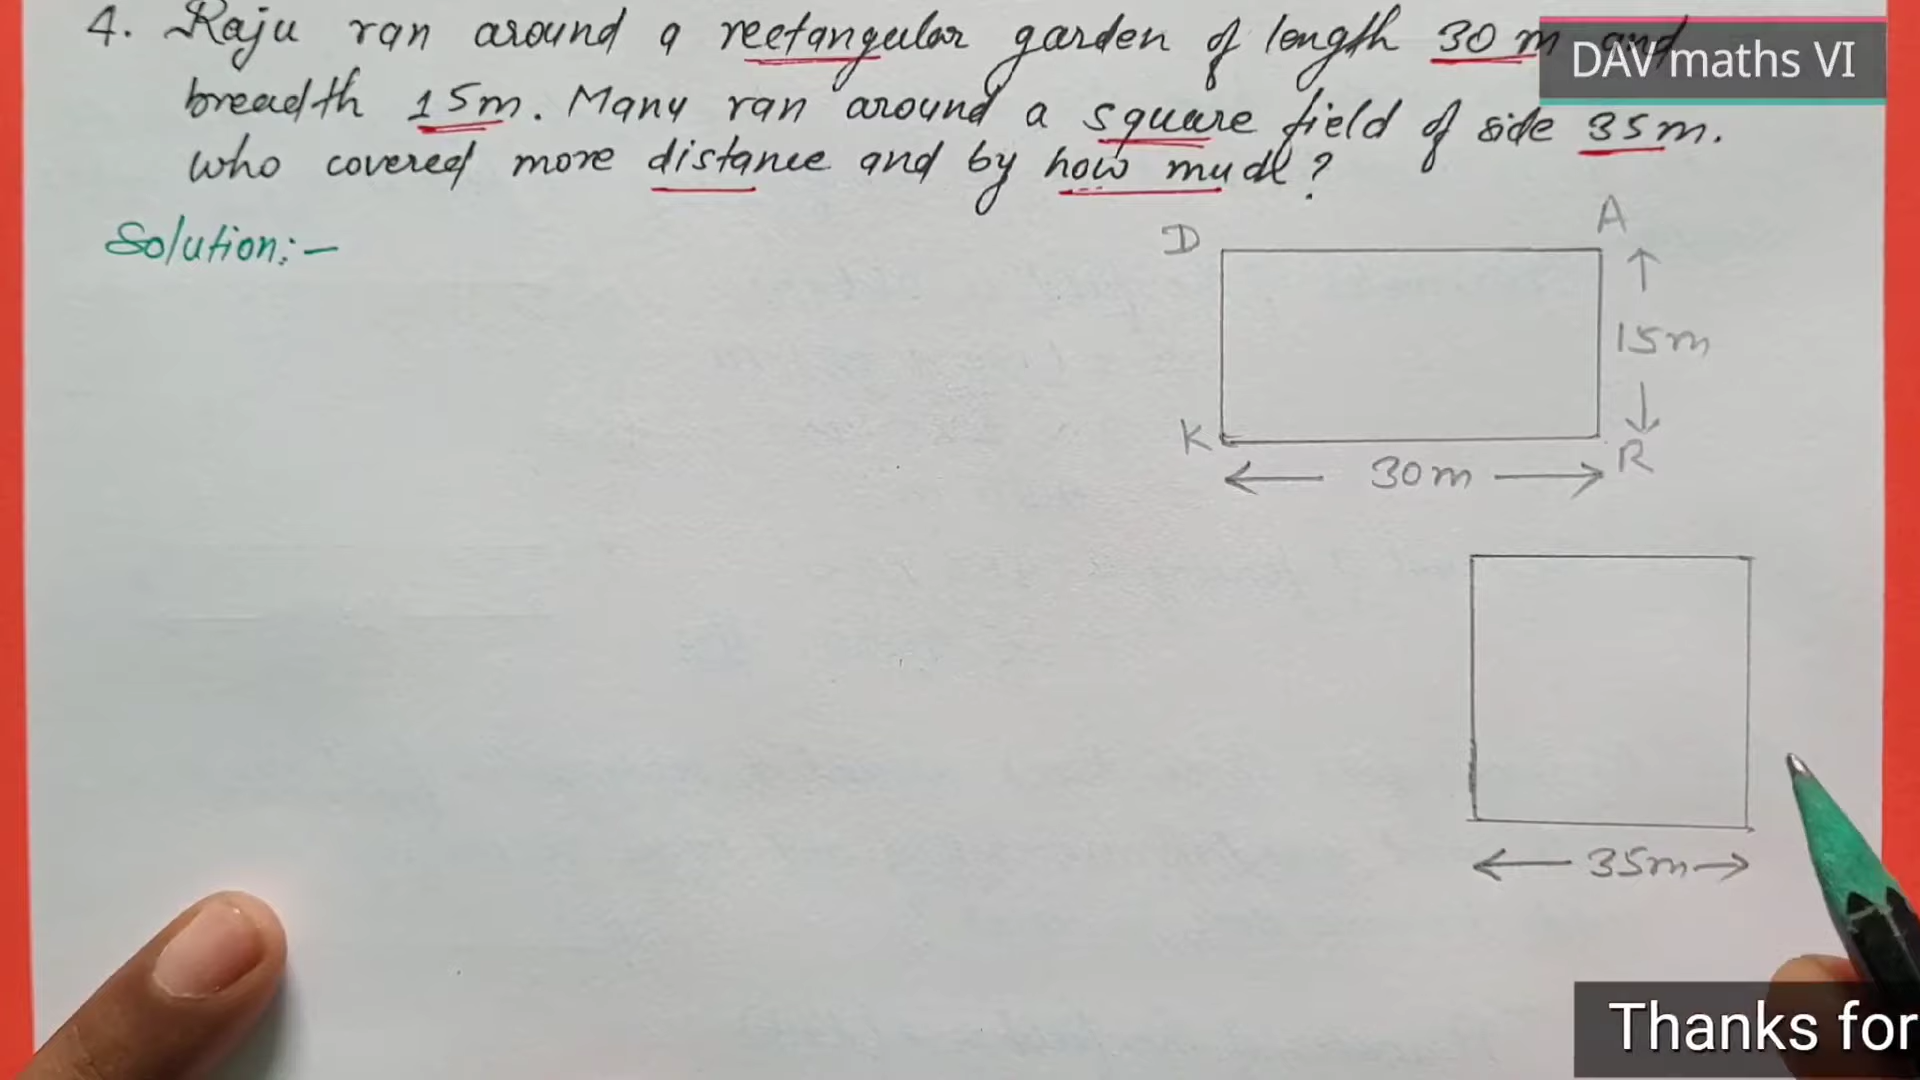 4. Raju ran around a rectangular garden of length 30 m and
DAV maths VI
breadth 15m. Many ran around a square field of side 35m.
who covered more distance and by how much?
Solution:-
D
A
15m
K
R
30m
35m
Thanks for